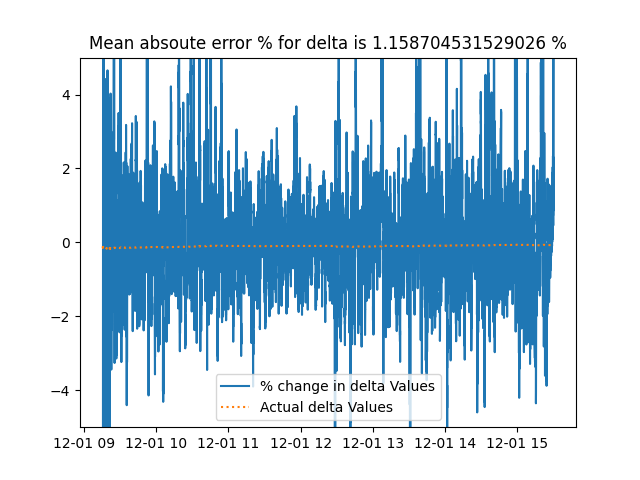 Mean absoute error % for delta is 1.158704531529026 %
4
2
0
−2
−4
% change in delta Values
Actual delta Values
12-01 09 12-01 10 12-01 11 12-01 12 12-01 13 12-01 14 12-01 15